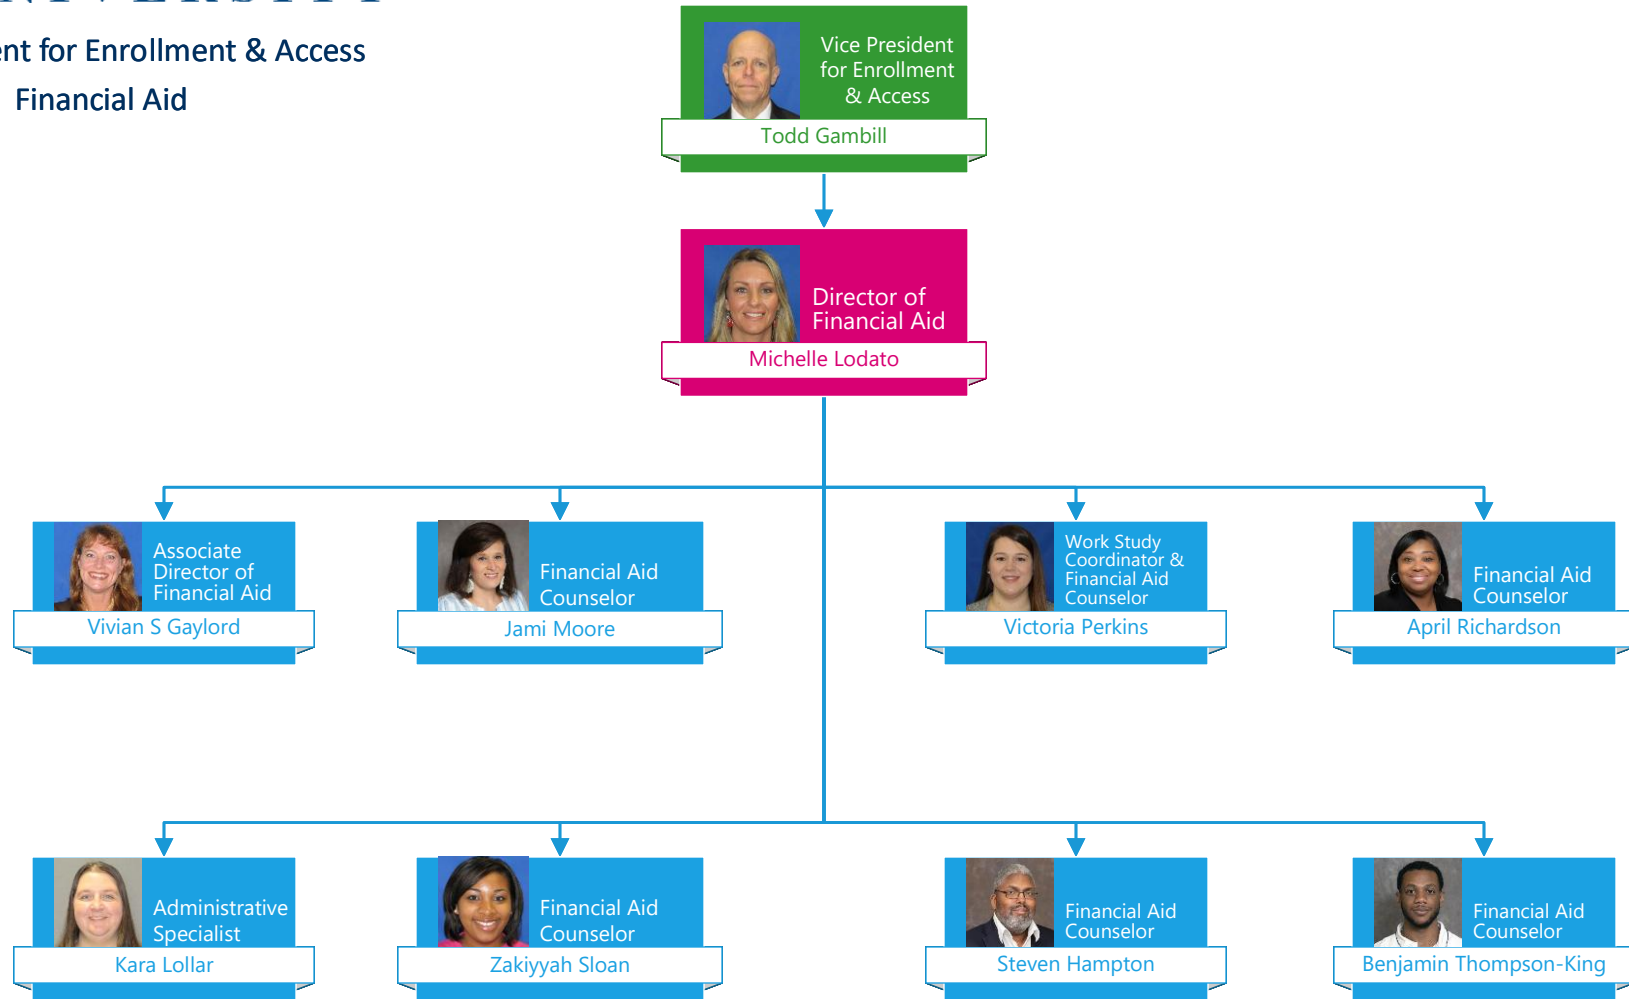 ent for Enrollment & Access
Financial Aid
Vice President
for Enrollment
& Access
Todd Gambill
Director of
Financial Aid
Michelle Lodato
Associate
Director of
Financial Aid
Vivian S Gaylord
Financial Aid
Counselor
Jami Moore
Work Study
Coordinator &
Financial Aid
Counselor
Victoria Perkins
Financial Aid
Counselor
April Richardson
Administrative
Specialist
Kara Lollar
Financial Aid
Counselor
Zakiyyah Sloan
Financial Aid
Counselor
Steven Hampton
Financial Aid
Counselor
Benjamin Thompson-King